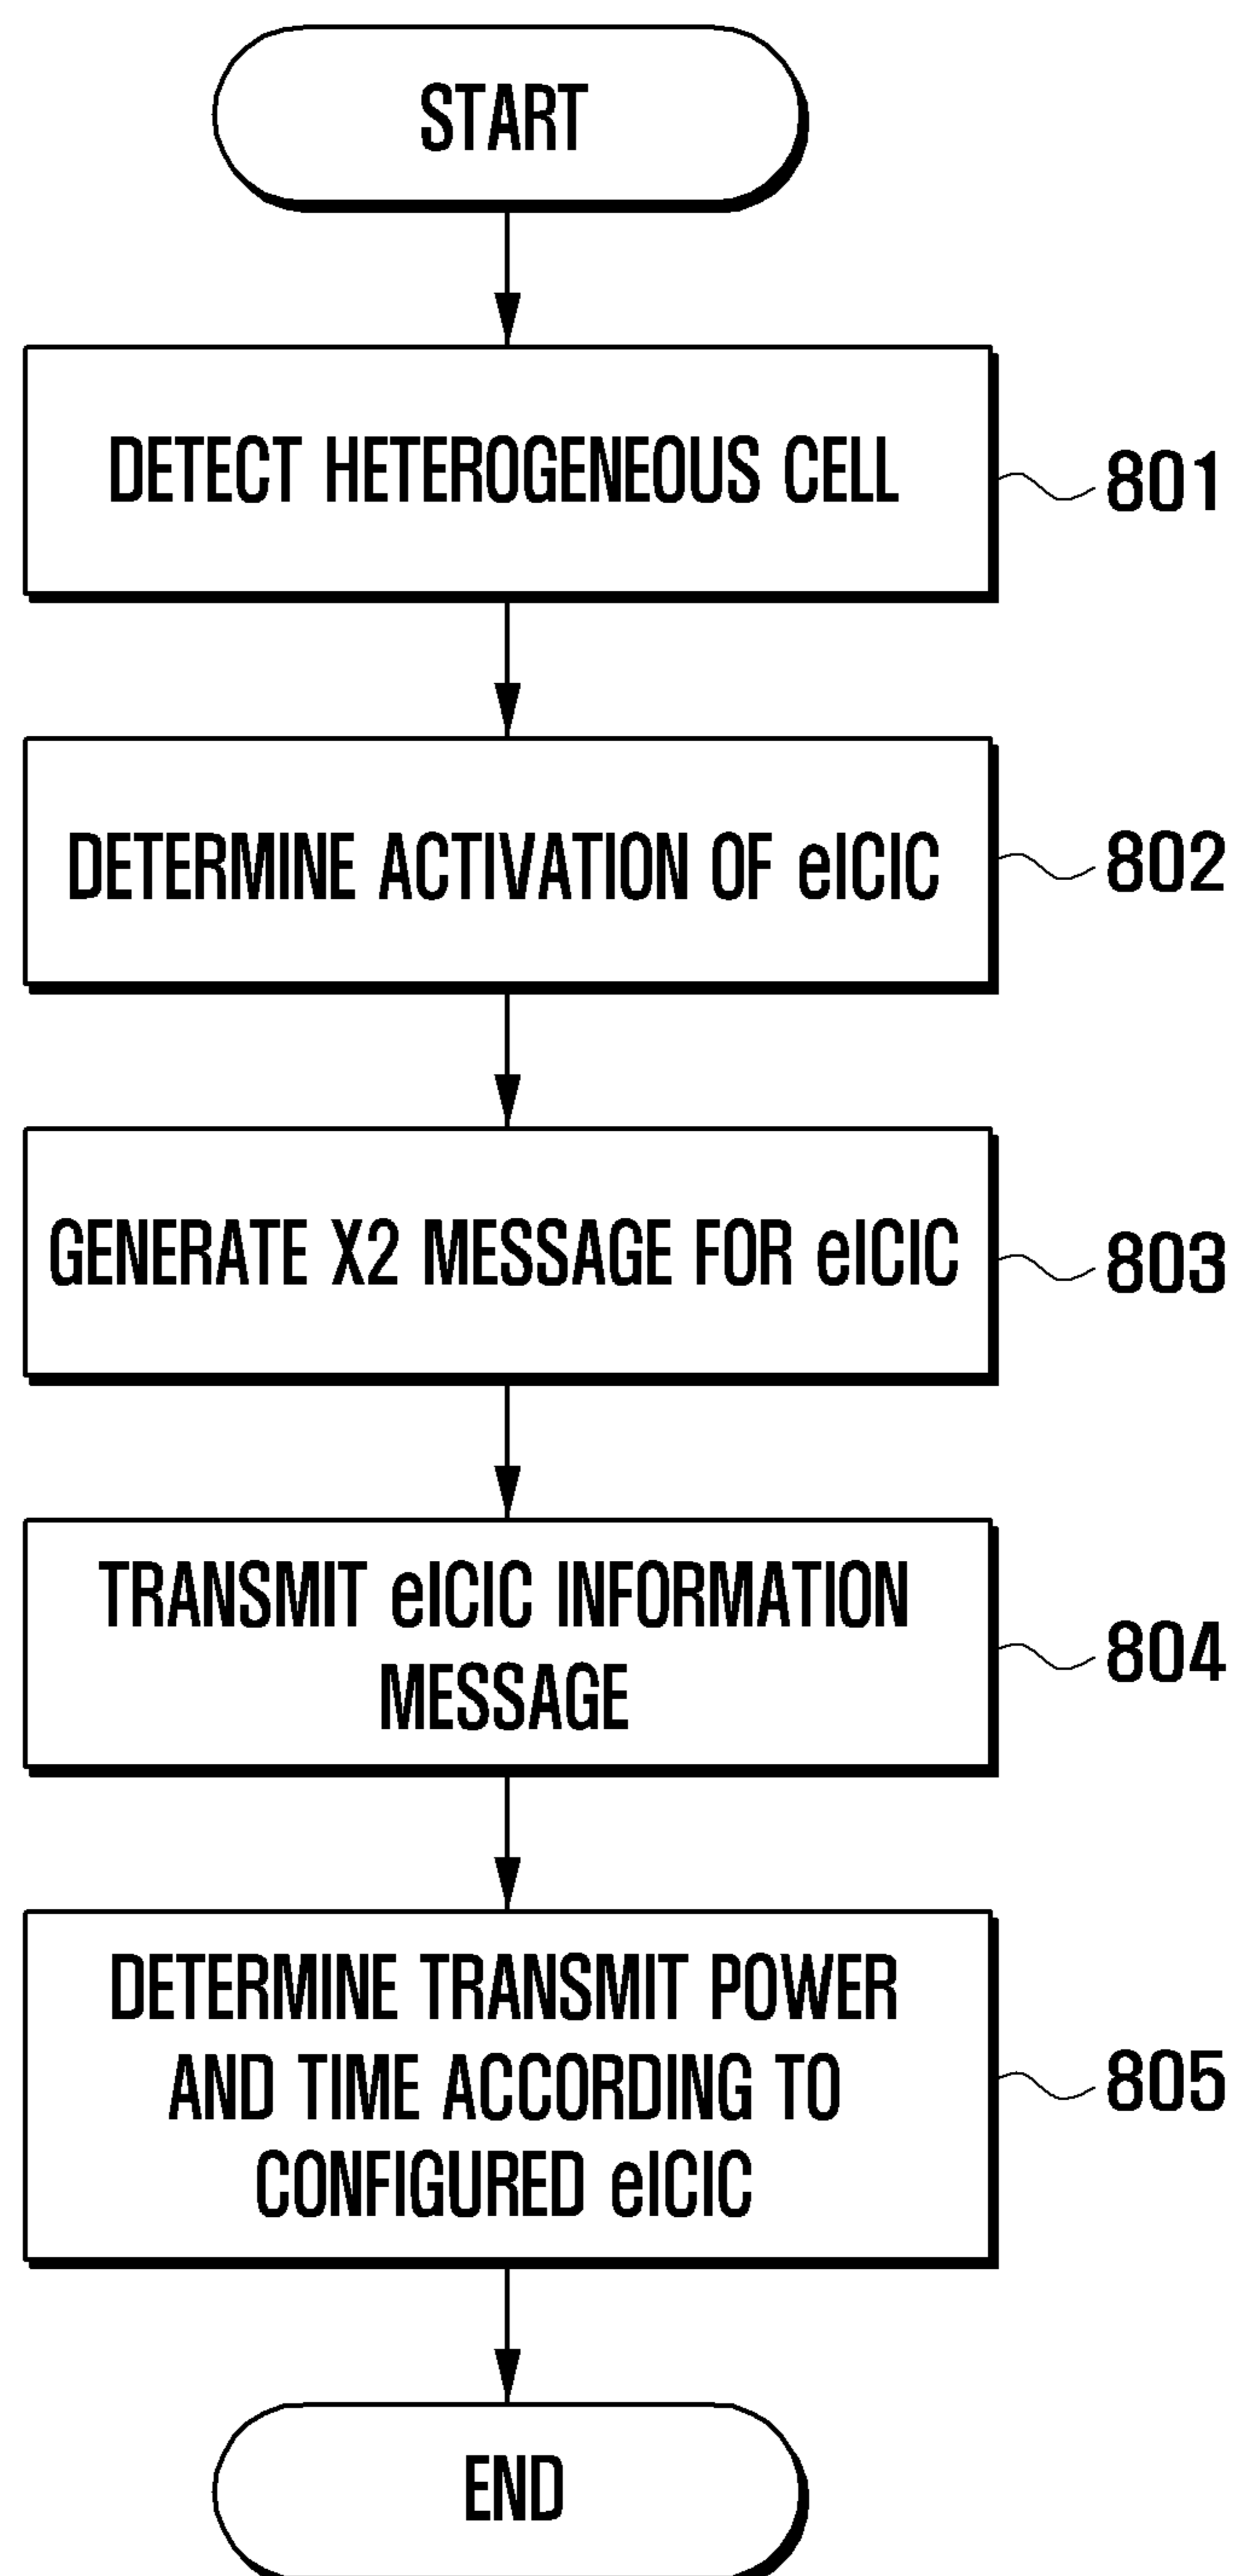 START
DETECT HETEROGENEOUS CELL
801
DETERMINE ACTIVATION OF eICIC
802
GENERATE X2 MESSAGE FOR eICIC
803
TRANSMIT eICIC INFORMATION
MESSAGE
804
DETERMINE TRANSMIT POWER
AND TIME ACCORDING TO
CONFIGURED eICIC
805
END